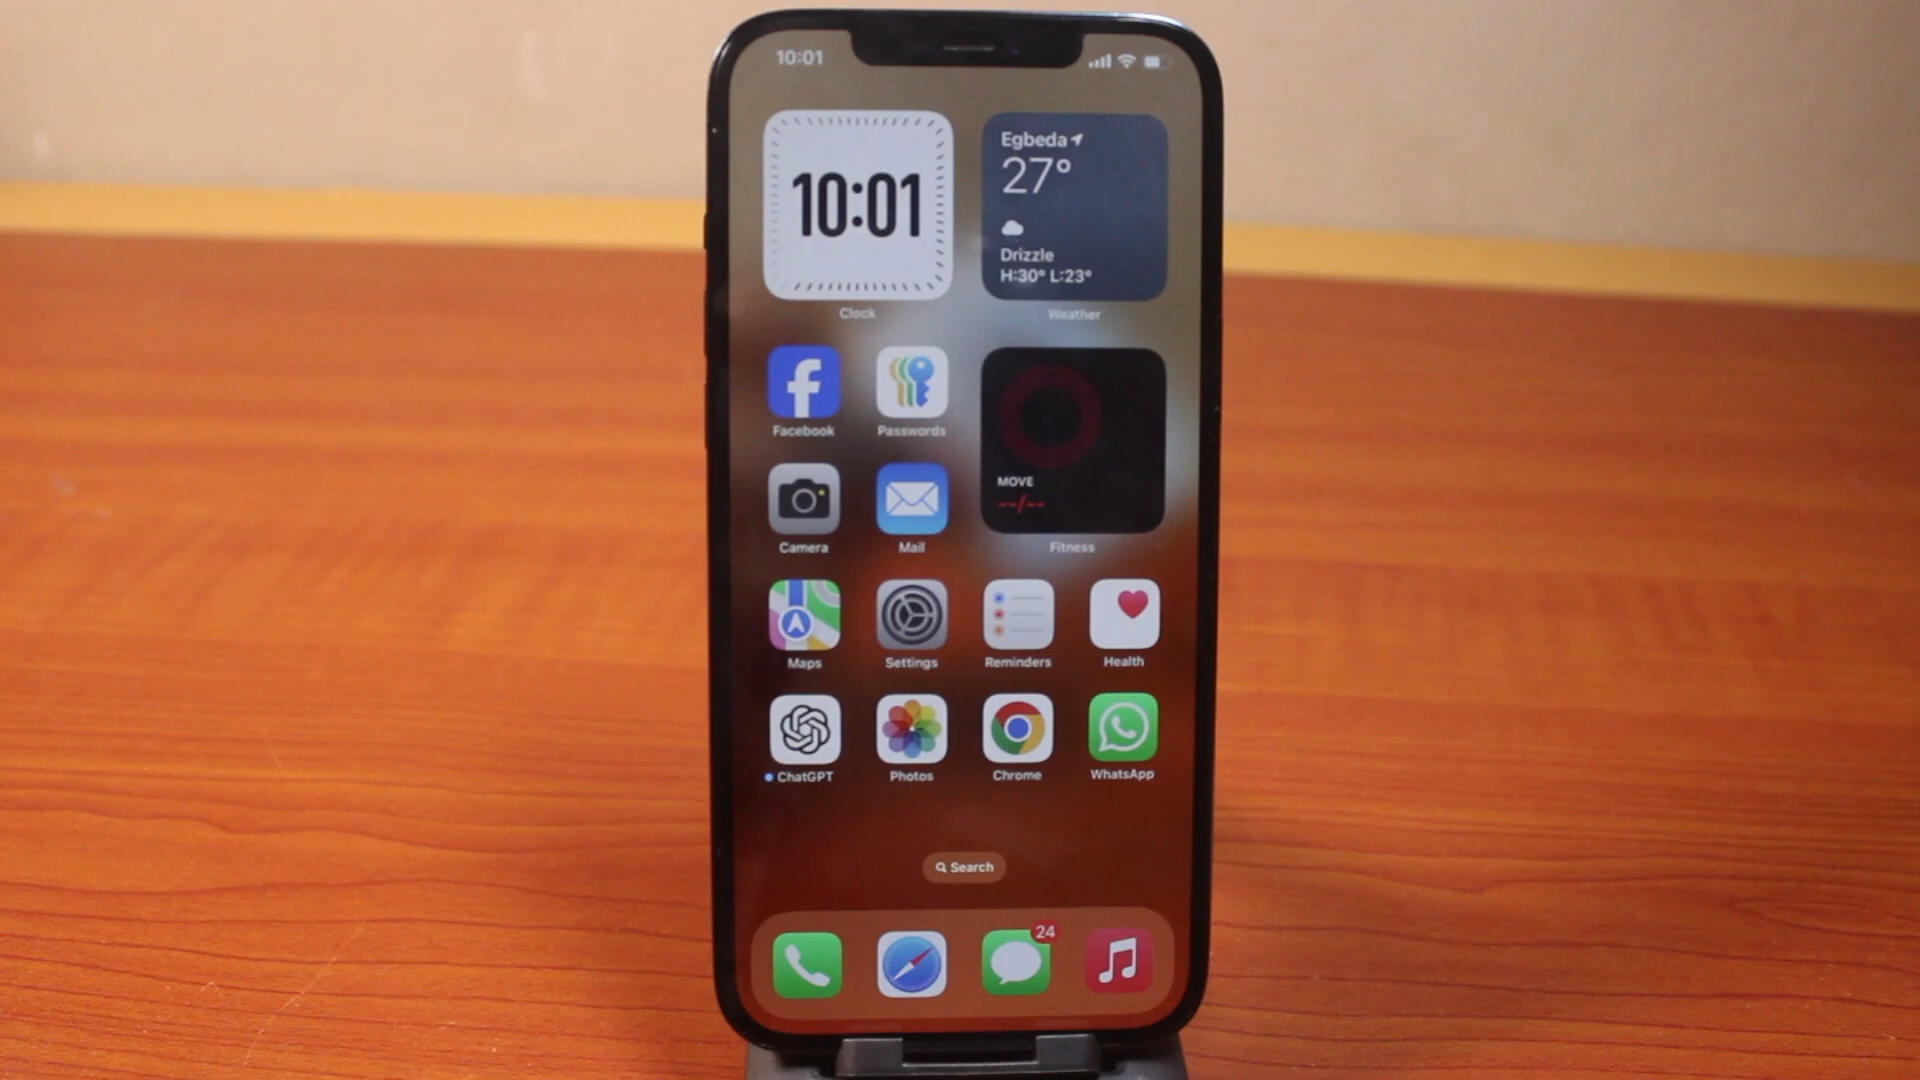 10:01
10:01
Clock
Egbeda
27°
Drizzle
H:30° L:23°
Weather
Facebook
Passwords
MOVE
--/--
Fitness
Camera
Mail
Maps
Settings
Reminders
Health
ChatGPT
Photos
Chrome
WhatsApp
Search
24